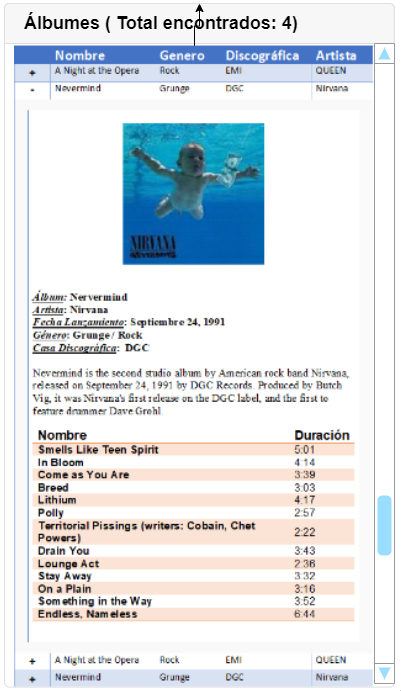 Álbumes ( Total encontrados: 4)
Nombre Genero Discográfica Artista
+ A Night at the Opera Rock EMI QUEEN
- Nevermind Grunge DGC Nirvana
NIRVANA
NEVERMIND
Álbum: Nervermind
Artista: Nirvana
Fecha Lanzamiento: Septiembre 24, 1991
Género: Grunge / Rock
Casa Discográfica: DGC
Nevermind is the second studio album by American rock band Nirvana,
released on September 24, 1991 by DGC Records. Produced by Butch
Vig, it was Nirvana's first release on the DGC label, and the first to
feature drummer Dave Grohl.
Nombre Duración
Smells Like Teen Spirit 5:01
In Bloom 4:14
Come as You Are 3:39
Breed 3:03
Lithium 4:17
Polly 2:57
Territorial Pissings (writers: Cobain, Chet
Powers) 2:22
Drain You 3:43
Lounge Act 2:36
Stay Away 3:32
On a Plain 3:16
Something in the Way 3:52
Endless, Nameless 6:44
+ A Night at the Opera Rock EMI QUEEN
+ Nevermind Grunge DGC Nirvana